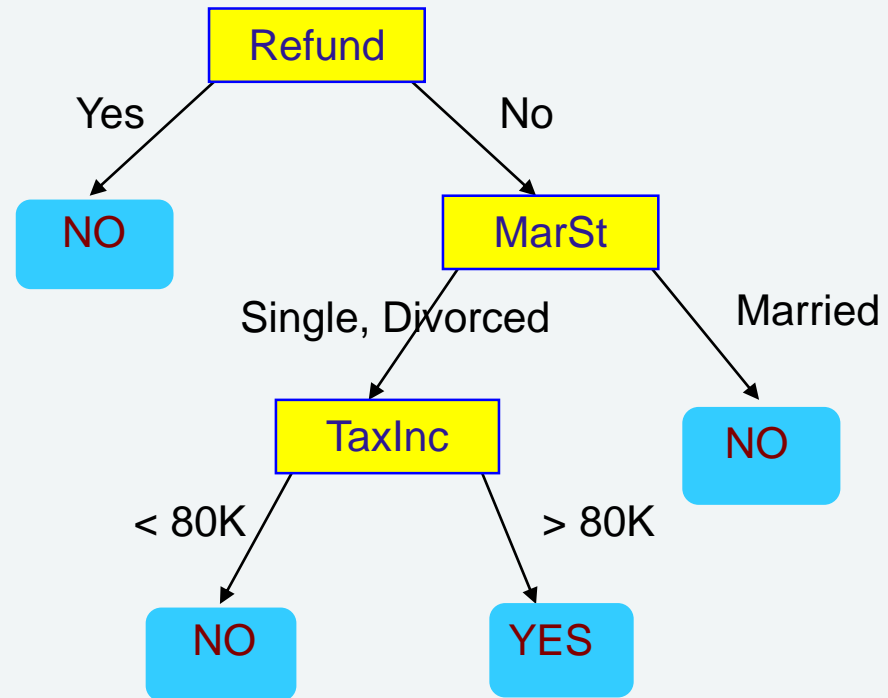 Refund
Yes
No
NO
MarSt
Single, Divorced
Married
TaxInc
NO
< 80K
> 80K
NO
YES